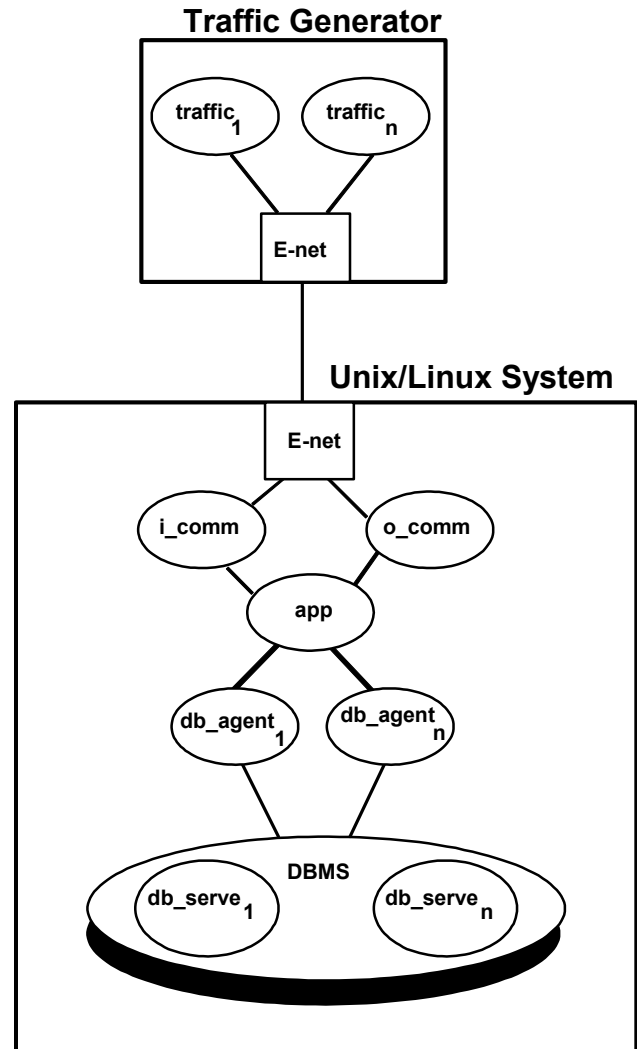 Traffic Generator
traffic1 trafficn
E-net
Unix/Linux System
E-net
i_comm o_comm
app
db_agent1 db_agentn
DBMS
db_serve1 db_serven